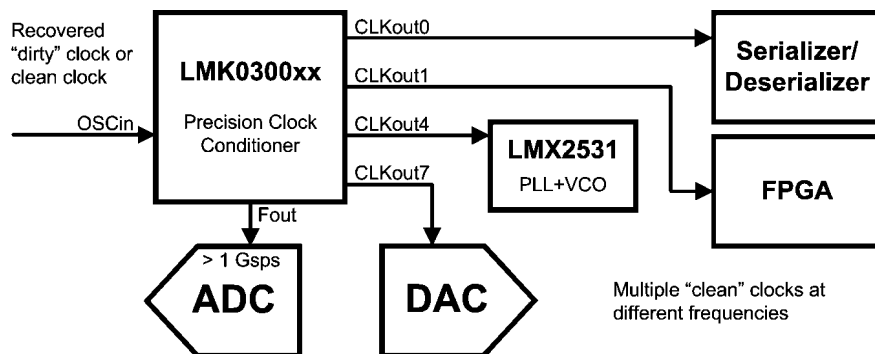 Recovered
“dirty” clock or
clean clock
OSCin
LMK0300xx
Precision Clock
Conditioner
CLKout0
CLKout1
CLKout4
CLKout7
Fout
Serializer/
Deserializer
LMX2531
PLL+VCO
FPGA
> 1 Gsps
ADC
DAC
Multiple “clean” clocks at
different frequencies